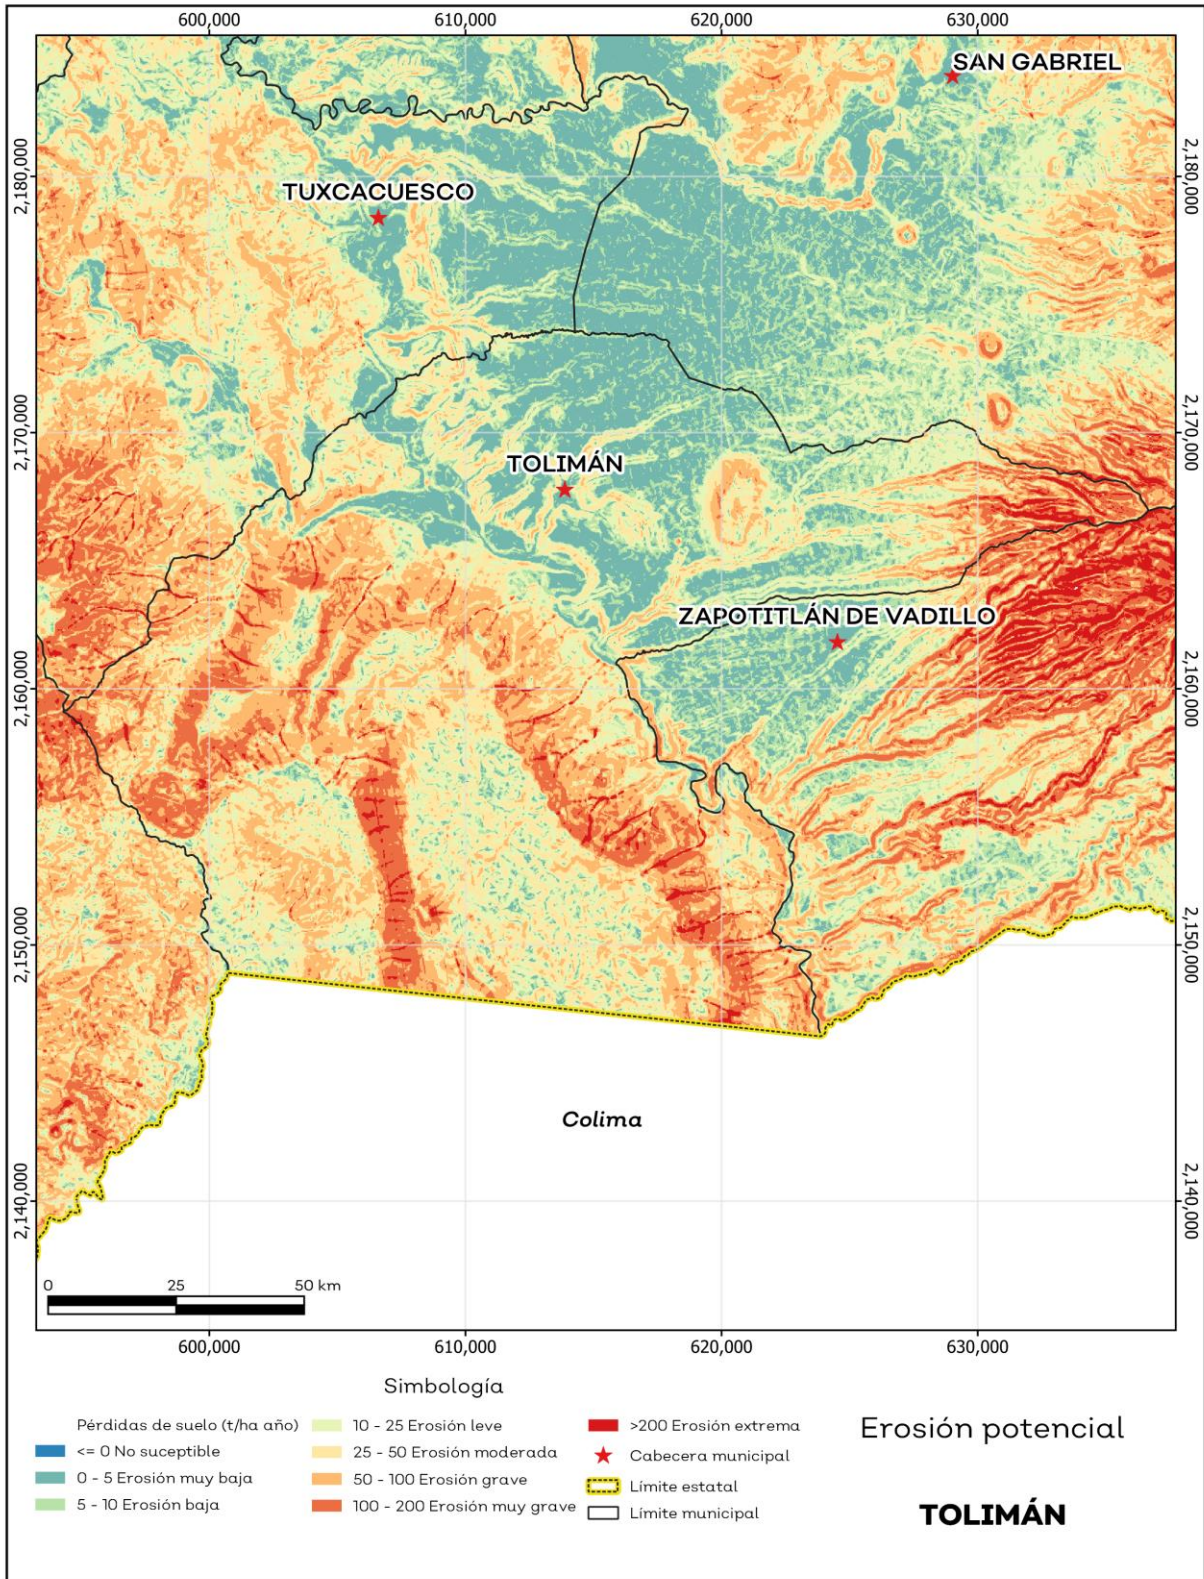 600,000 610,000 620,000 630,000
SAN GABRIEL
2,180,000 2,180,000
TUXCACUESCO
2,170,000 2,170,000
TOLIMÁN
ZAPOTITLÁN DE VADILLO
2,160,000 2,160,000
2,150,000 2,150,000
Colima
2,140,000 2,140,000
0 25 50 km
600,000 610,000 620,000 630,000
Simbología
Pérdidas de suelo (t/ha año)
<= 0 No suceptible
0 - 5 Erosión muy baja
5 - 10 Erosión baja
10 - 25 Erosión leve
25 - 50 Erosión moderada
50 - 100 Erosión grave
100 - 200 Erosión muy grave
>200 Erosión extrema
Cabecera municipal
Límite estatal
Límite municipal
Erosión potencial
TOLIMÁN